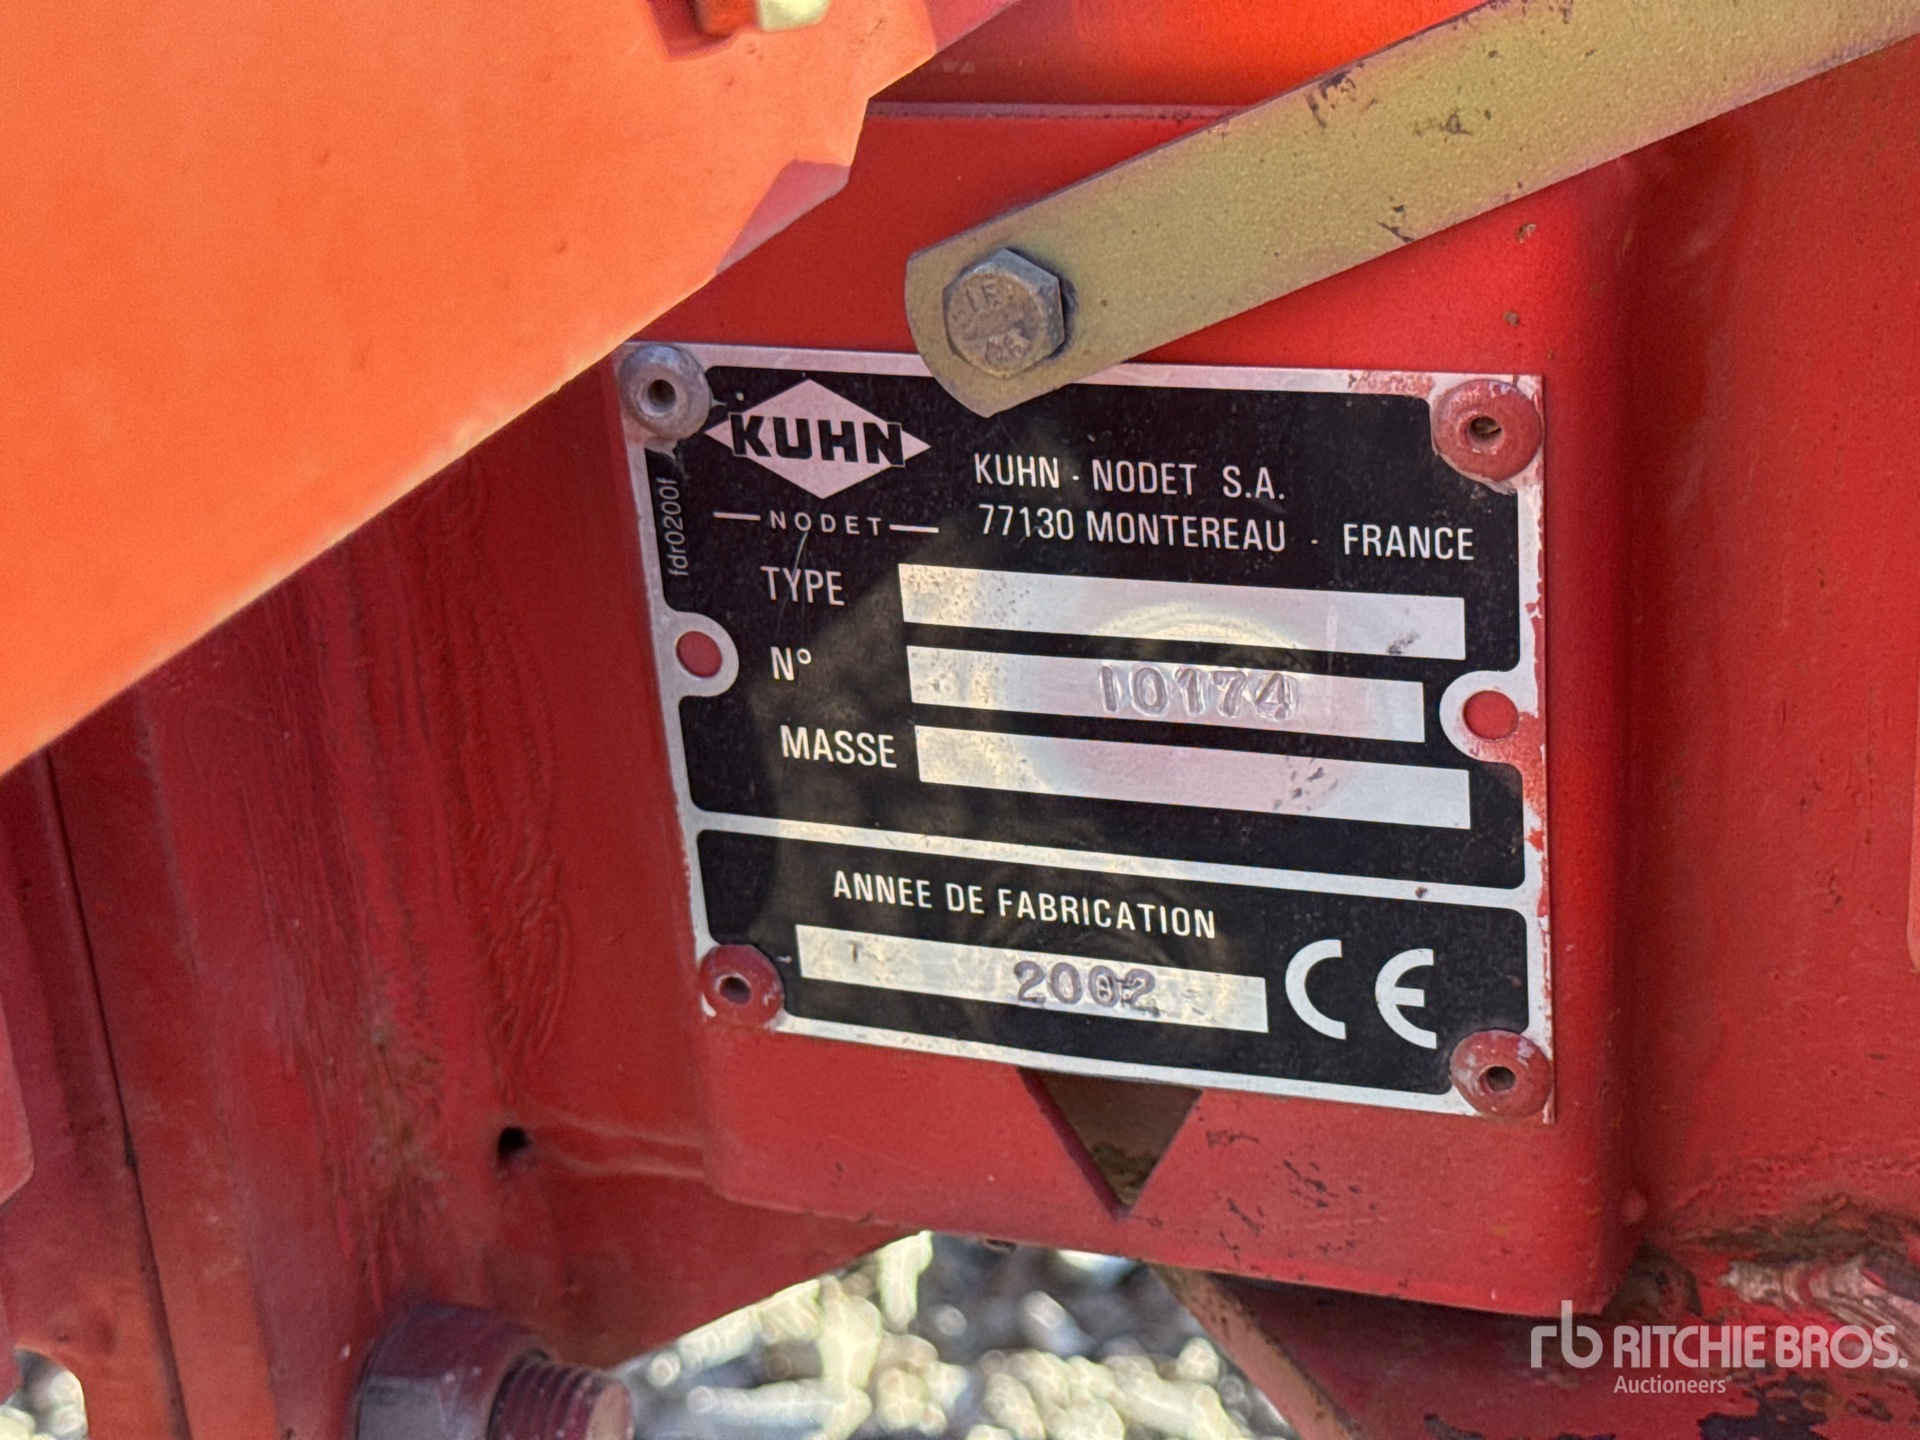 KUHN
NODET
KUHN - NODET S.A.
77130 MONTEREAU - FRANCE
fdr0200f
TYPE
N° 10174
MASSE
ANNEE DE FABRICATION
2002
CE
rb RITCHIE BROS.
Auctioneers